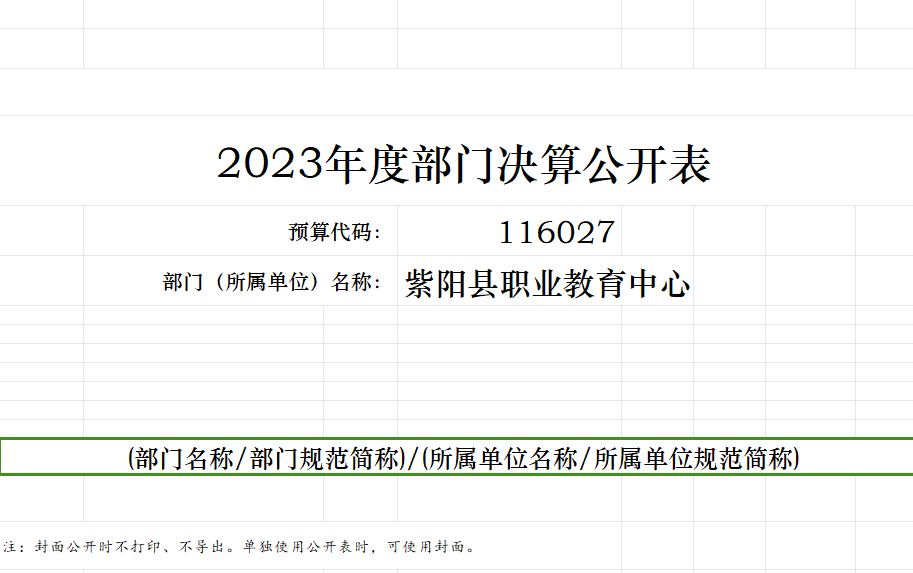 2023年度部门决算公开表
预算代码： 116027
部门（所属单位）名称： 紫阳县职业教育中心
(部门名称/部门规范简称)/(所属单位名称/所属单位规范简称)
注：封面公开时不打印、不导出。单独使用公开表时，可使用封面。